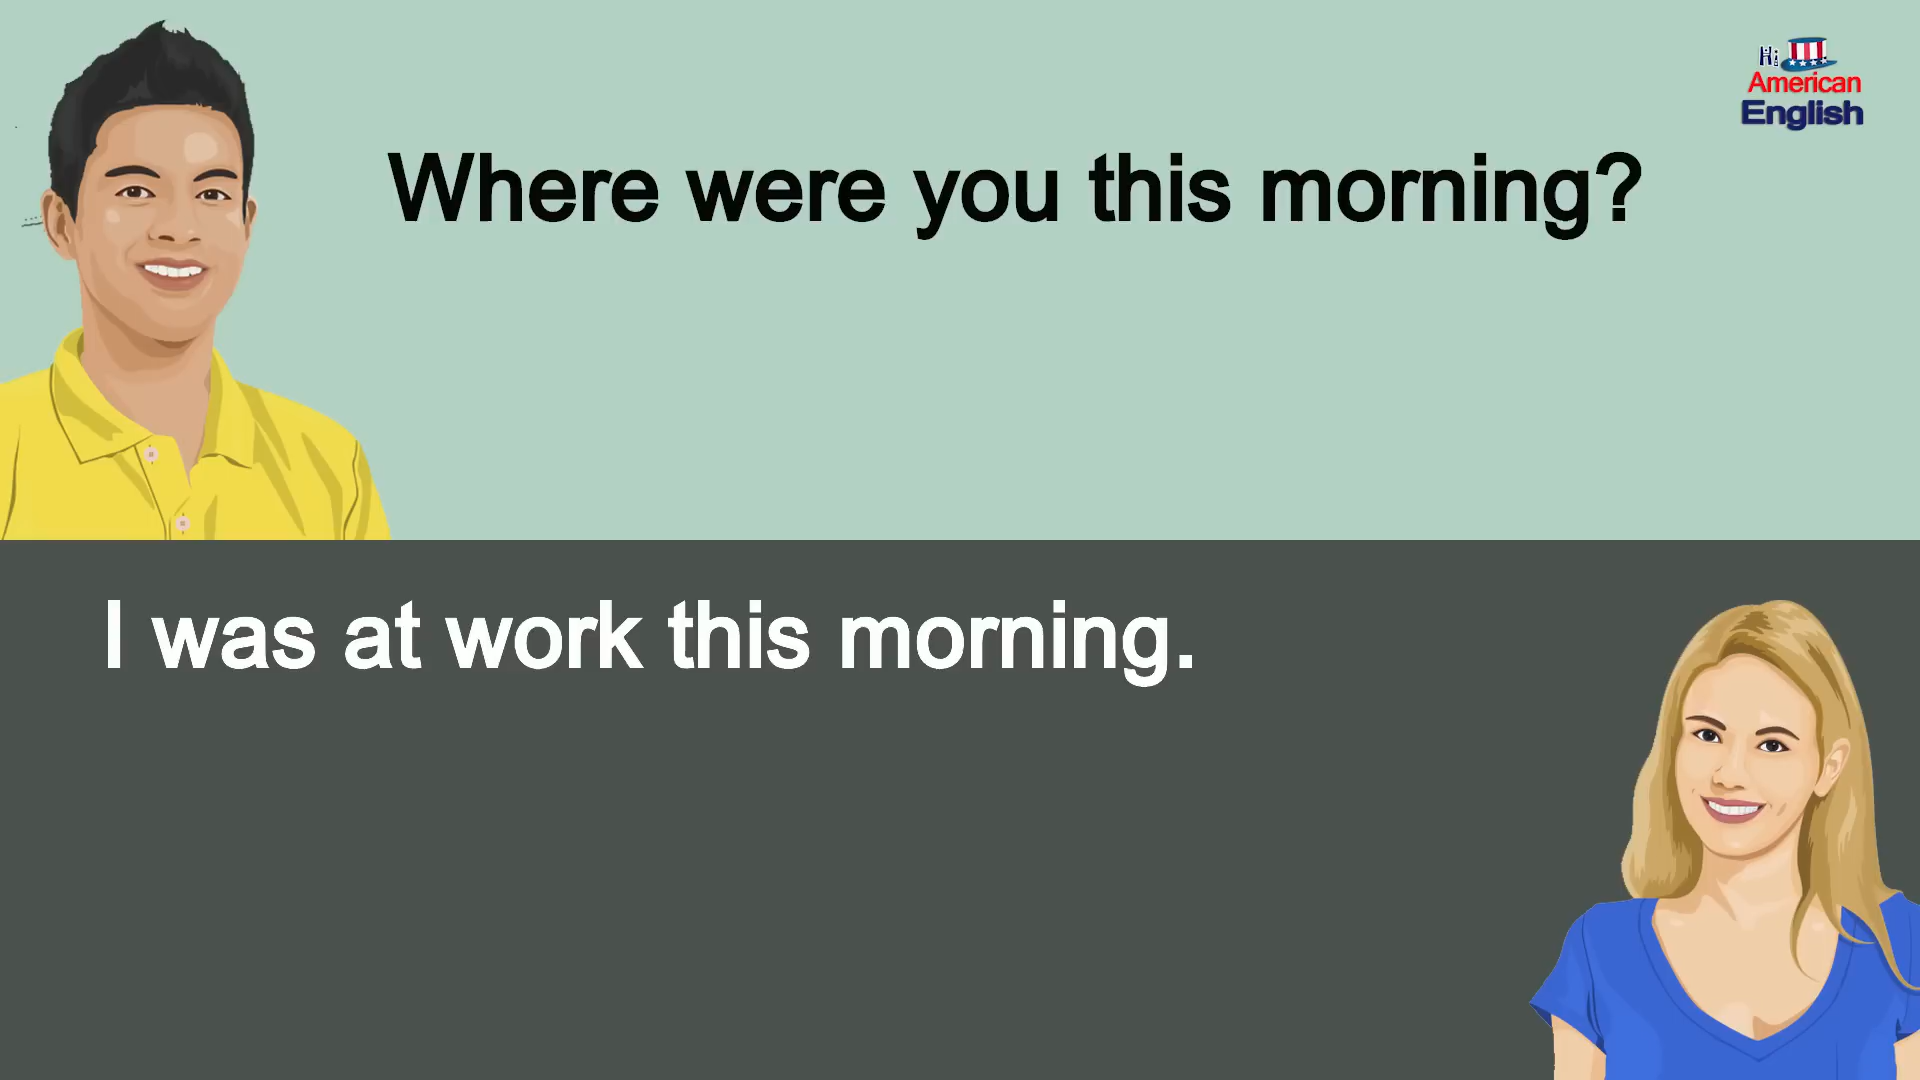 Hi
American
English
Where were you this morning?
I was at work this morning.